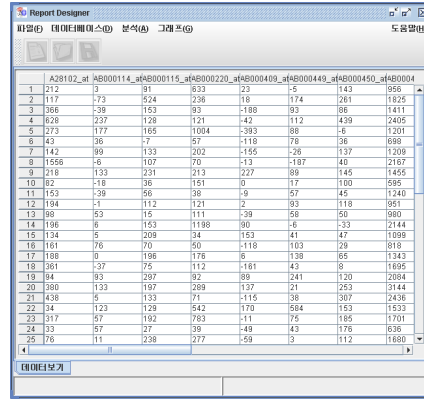 Report Designer
파일(F) 데이터베이스(D) 분석(A) 그래프(G) 도움말(H
A28102_at AB000114_at AB000115_at AB000220_at AB000409_at AB000449_at AB000450_at AB0004
1 212 3 91 633 23 -5 143 956
2 117 -73 524 236 18 174 261 1825
3 366 -39 153 93 -188 93 86 1411
4 628 237 128 121 -42 112 439 2405
5 273 177 165 1004 -393 88 -6 1201
6 43 36 -7 57 -118 78 36 698
7 142 99 133 202 -155 -26 137 1209
8 1556 -6 107 70 -13 -187 40 2167
9 218 133 231 213 227 89 145 1455
10 82 -18 36 151 0 17 100 595
11 153 -39 56 38 -9 57 45 1240
12 194 -1 112 121 2 93 118 951
13 98 53 15 111 -39 58 50 980
14 196 6 153 1198 90 -6 -33 2144
15 134 5 209 34 153 41 47 1099
16 161 76 70 50 -118 103 29 818
17 188 0 196 176 6 138 65 1343
18 361 -37 75 112 -161 43 8 1695
19 94 93 297 92 89 241 120 2084
20 380 133 197 289 137 21 253 3144
21 438 5 133 71 -115 38 307 2436
22 34 123 129 542 170 584 153 1533
23 317 57 192 783 -11 75 185 1701
24 33 57 27 39 -49 43 176 636
25 76 11 238 277 -59 3 112 1680
데이터보기